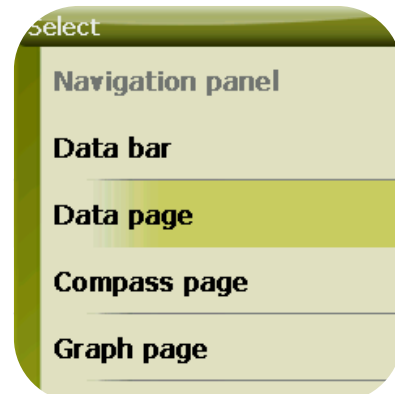 Select
Navigation panel
Data bar
Data page
Compass page
Graph page